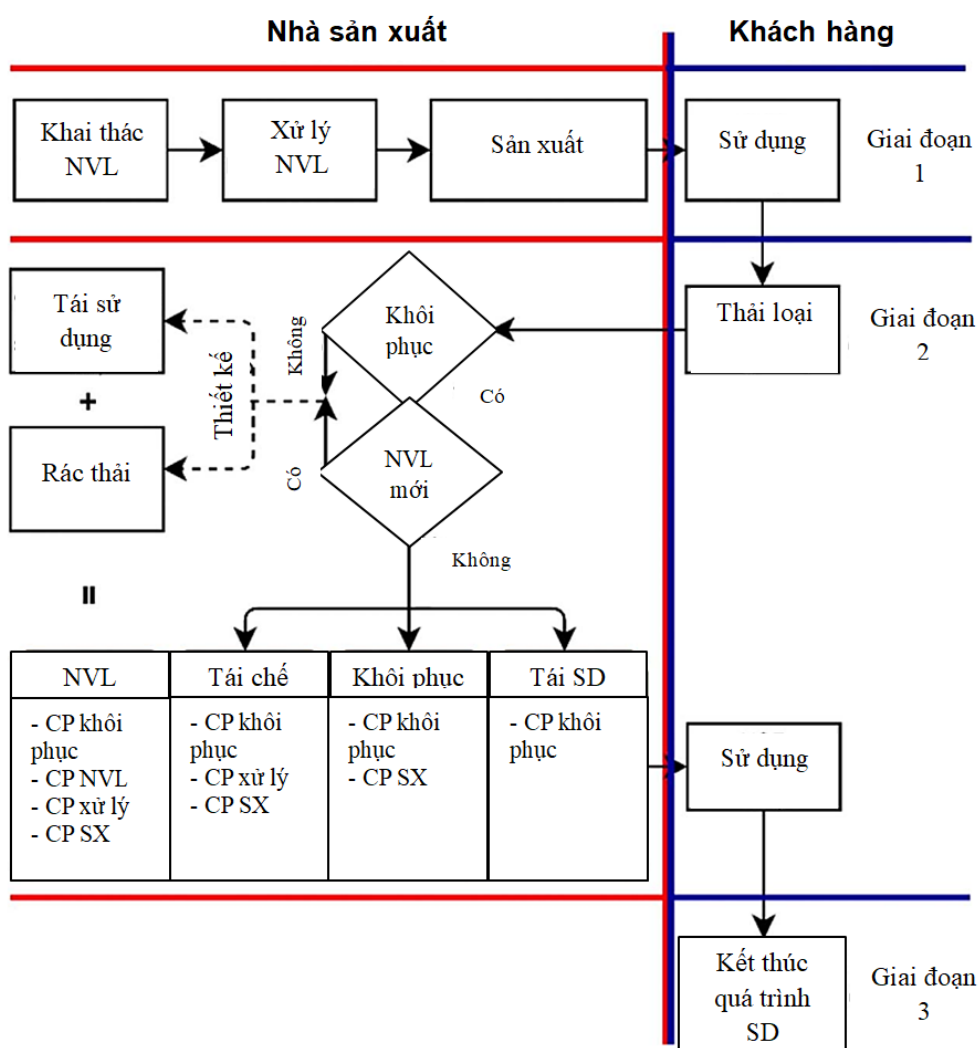 Nhà sản xuất
Khách hàng
Khai thác
NVL
Xử lý
NVL
Sản xuất
Sử dụng
Giai đoạn
1
Tái sử
dụng
Thiết kế
Không
Khôi
phục
Thải loại
Giai đoạn
2
Có
+
Rác thải
Có
NVL
mới
Không
=
NVL
- CP khôi
phục
- CP NVL
- CP xử lý
- CP SX
Tái chế
- CP khôi
phục
- CP xử lý
- CP SX
Khôi phục
- CP khôi
phục
- CP SX
Tái SD
- CP khôi
phục
Sử dụng
Kết thúc
quá trình
SD
Giai đoạn
3